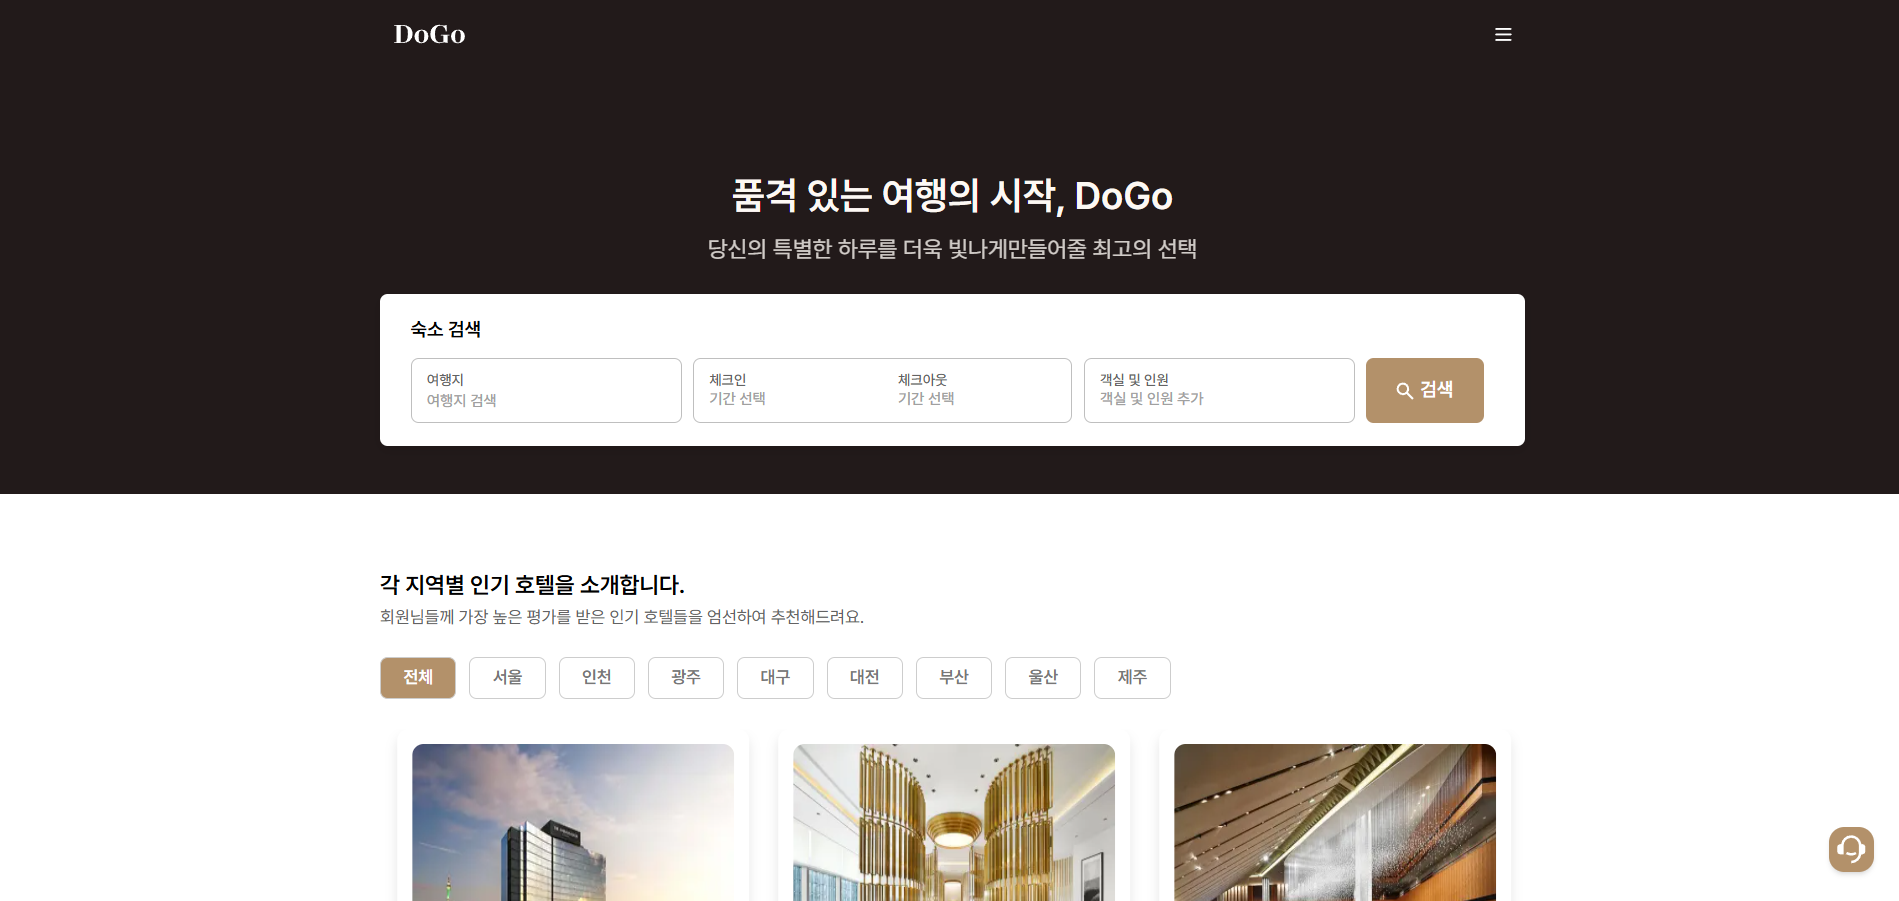 DoGo
품격 있는 여행의 시작, DoGo
당신의 특별한 하루를 더욱 빛나게만들어줄 최고의 선택
숙소 검색
여행지
여행지 검색
체크인
기간 선택
체크아웃
기간 선택
객실 및 인원
객실 및 인원 추가
검색
각 지역별 인기 호텔을 소개합니다.
회원님들께 가장 높은 평가를 받은 인기 호텔들을 엄선하여 추천해드려요.
전체
서울
인천
광주
대구
대전
부산
울산
제주